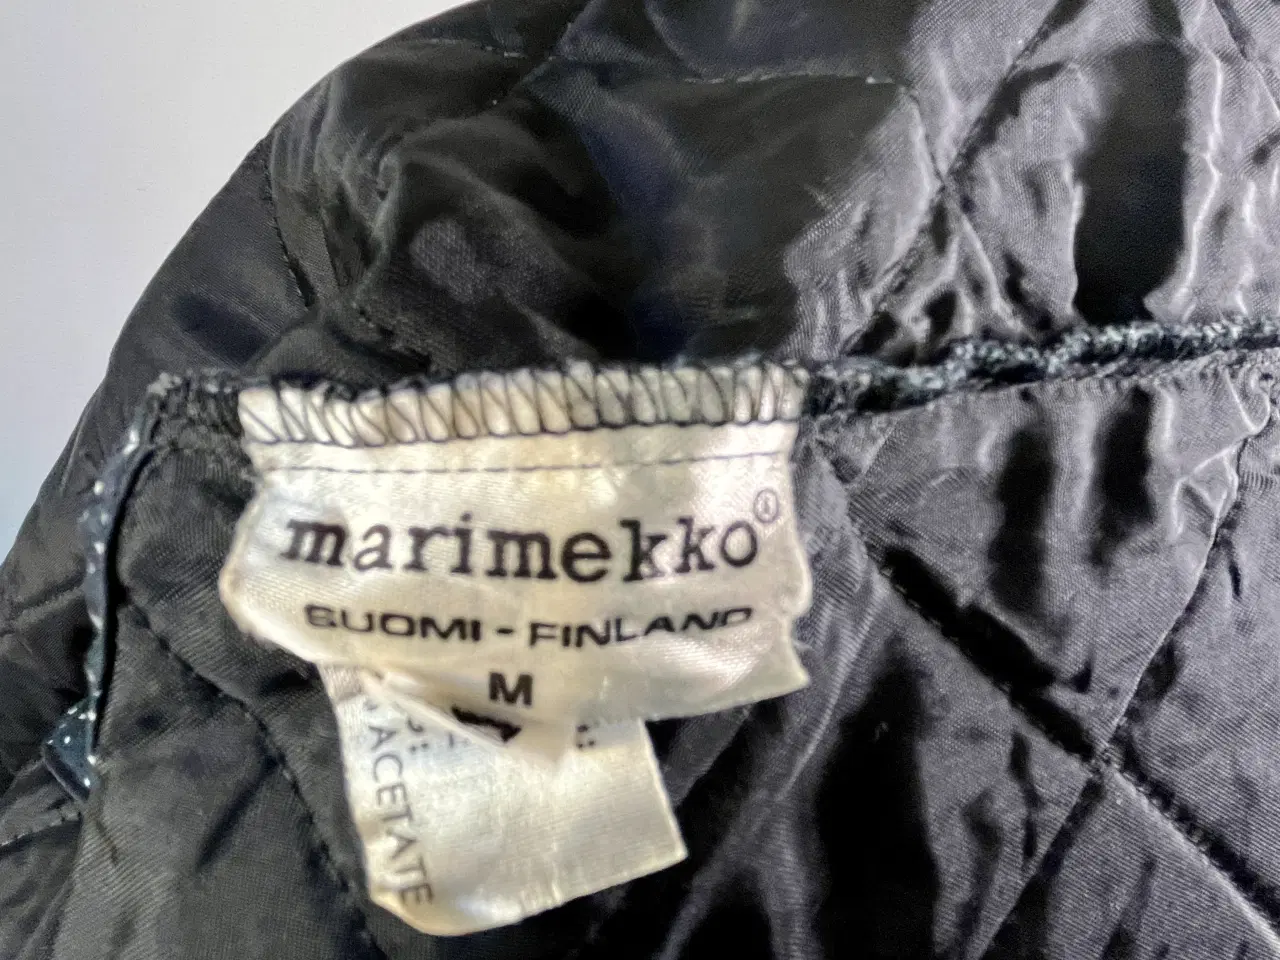 marimekko®
SUOMI - FINLAND
M
ACETATE